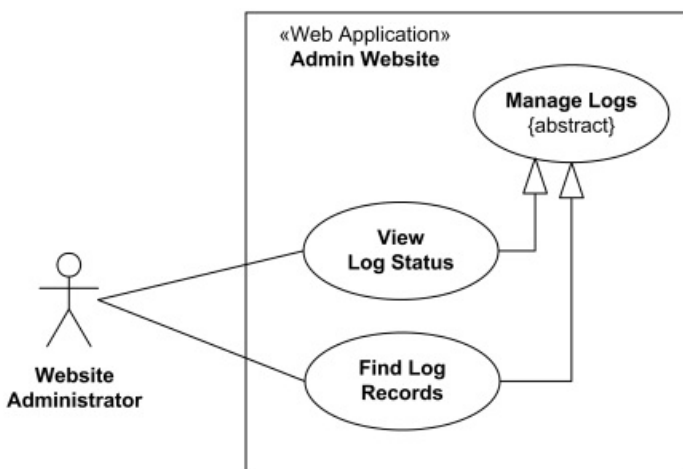 «Web Application»
Admin Website
Manage Logs
{abstract}
View
Log Status
Find Log
Records
Website
Administrator